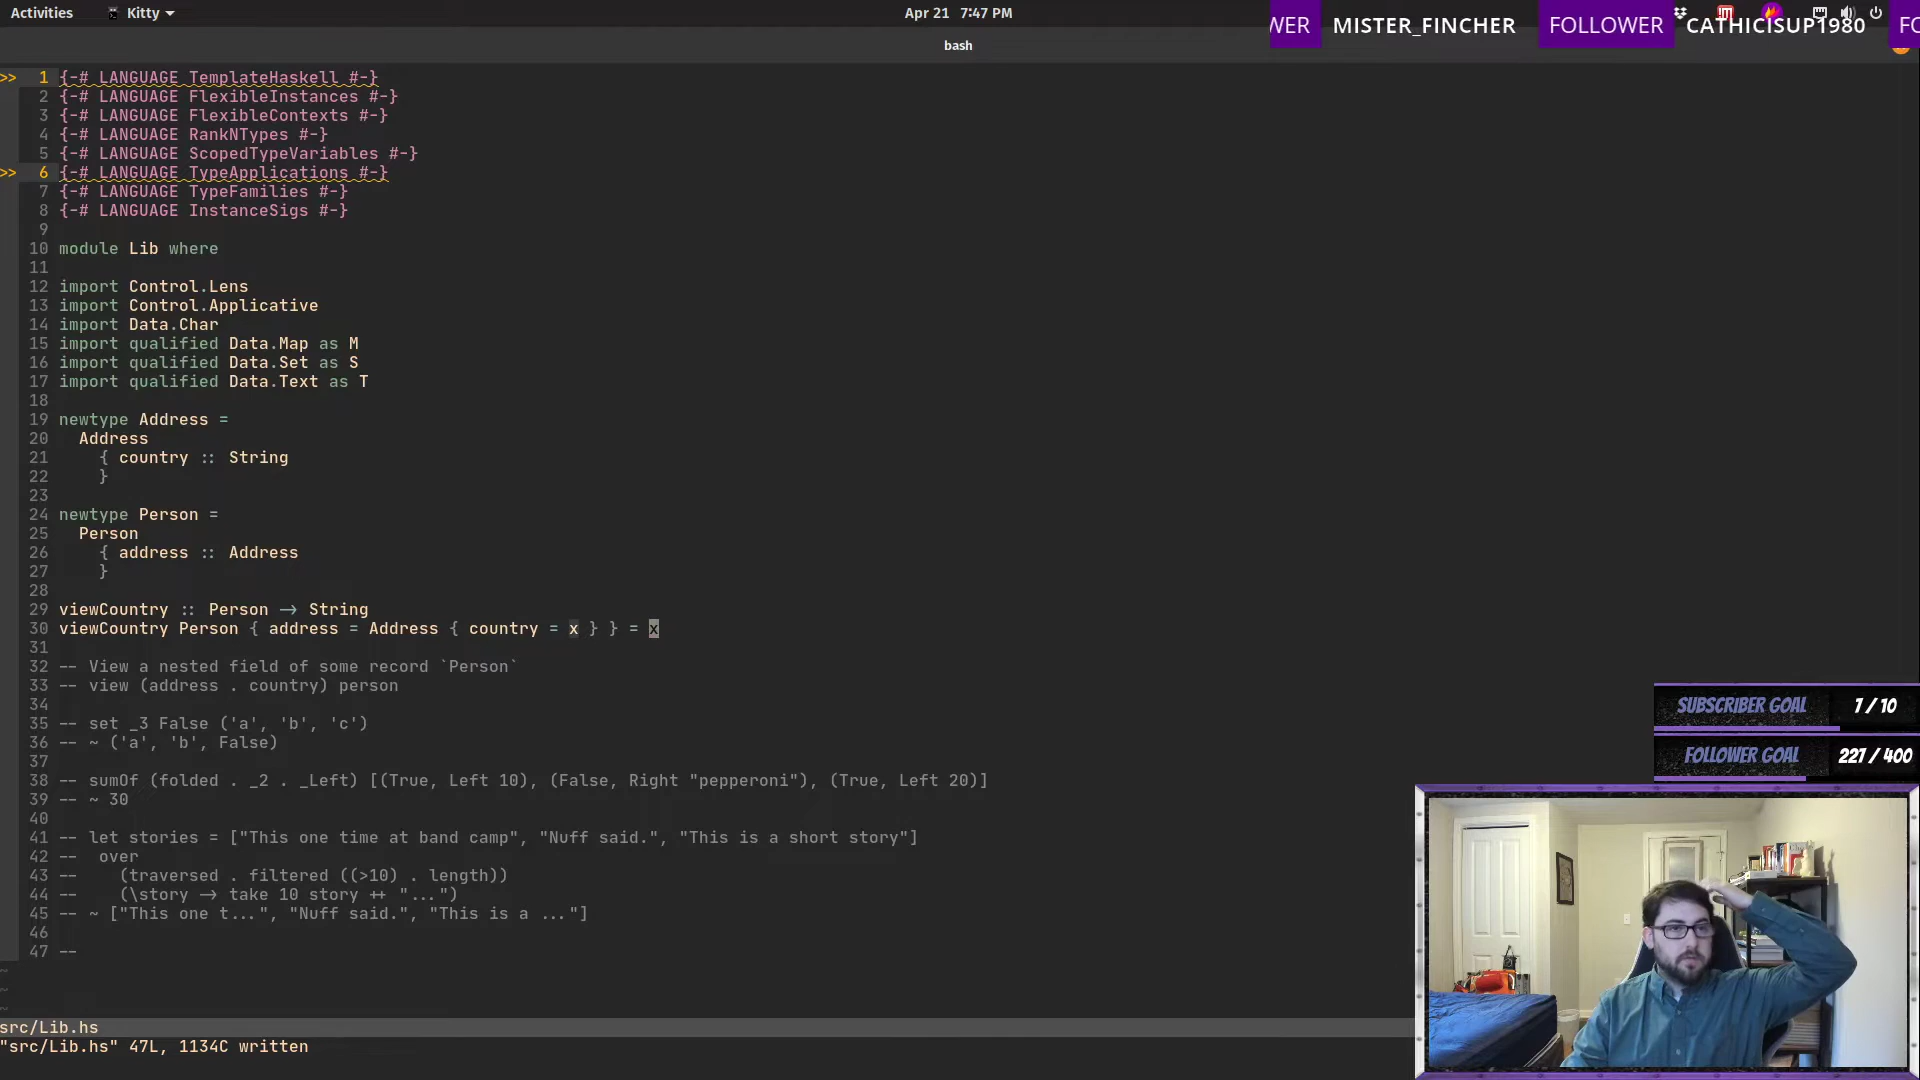 Activities Kitty Apr 21 7:47 PM
WER MISTER_FINCHER FOLLOWER CATHICISUP1980 FO
bash
>> 1 {-# LANGUAGE TemplateHaskell #-}
2 {-# LANGUAGE FlexibleInstances #-}
3 {-# LANGUAGE FlexibleContexts #-}
4 {-# LANGUAGE RankNTypes #-}
5 {-# LANGUAGE ScopedTypeVariables #-}
>> 6 {-# LANGUAGE TypeApplications #-}
7 {-# LANGUAGE TypeFamilies #-}
8 {-# LANGUAGE InstanceSigs #-}
9
10 module Lib where
11
12 import Control.Lens
13 import Control.Applicative
14 import Data.Char
15 import qualified Data.Map as M
16 import qualified Data.Set as S
17 import qualified Data.Text as T
18
19 newtype Address =
20   Address
21     { country :: String
22     }
23
24 newtype Person =
25   Person
26     { address :: Address
27     }
28
29 viewCountry :: Person -> String
30 viewCountry Person { address = Address { country = x } } = x
31
32 -- View a nested field of some record `Person`
33 -- view (address . country) person
34
35 -- set _3 False ('a', 'b', 'c')
36 -- ~ ('a', 'b', False)
37
38 -- sumOf (folded . _2 . _Left) [(True, Left 10), (False, Right "pepperoni"), (True, Left 20)]
39 -- ~ 30
40
41 -- let stories = ["This one time at band camp", "Nuff said.", "This is a short story"]
42 --  over
43 --    (traversed . filtered ((>10) . length))
44 --    (\story -> take 10 story ++ "...")
45 -- ~ ["This one t...", "Nuff said.", "This is a ..."]
46
47 --
~
~
~
src/Lib.hs
"src/Lib.hs" 47L, 1134C written
SUBSCRIBER GOAL 7 / 10
FOLLOWER GOAL 227 / 400